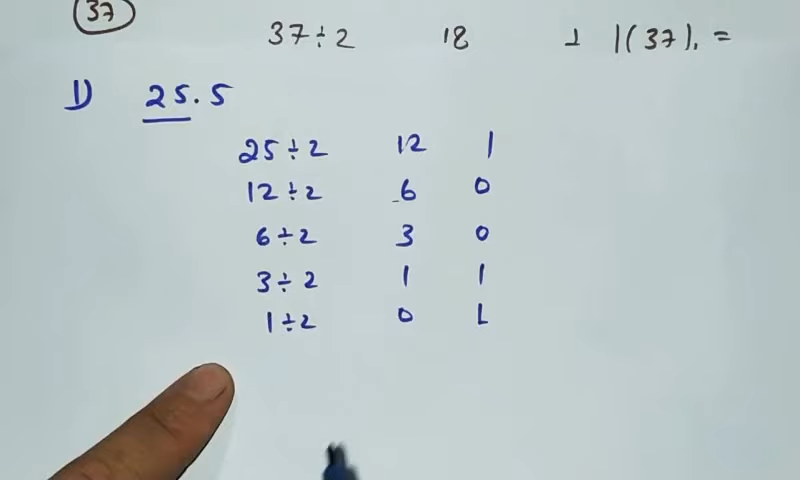 37
37÷2 18 1 |(37)1 =
1) 25.5
25÷2 12 1
12÷2 6 0
6÷2 3 0
3÷2 1 1
1÷2 0 1